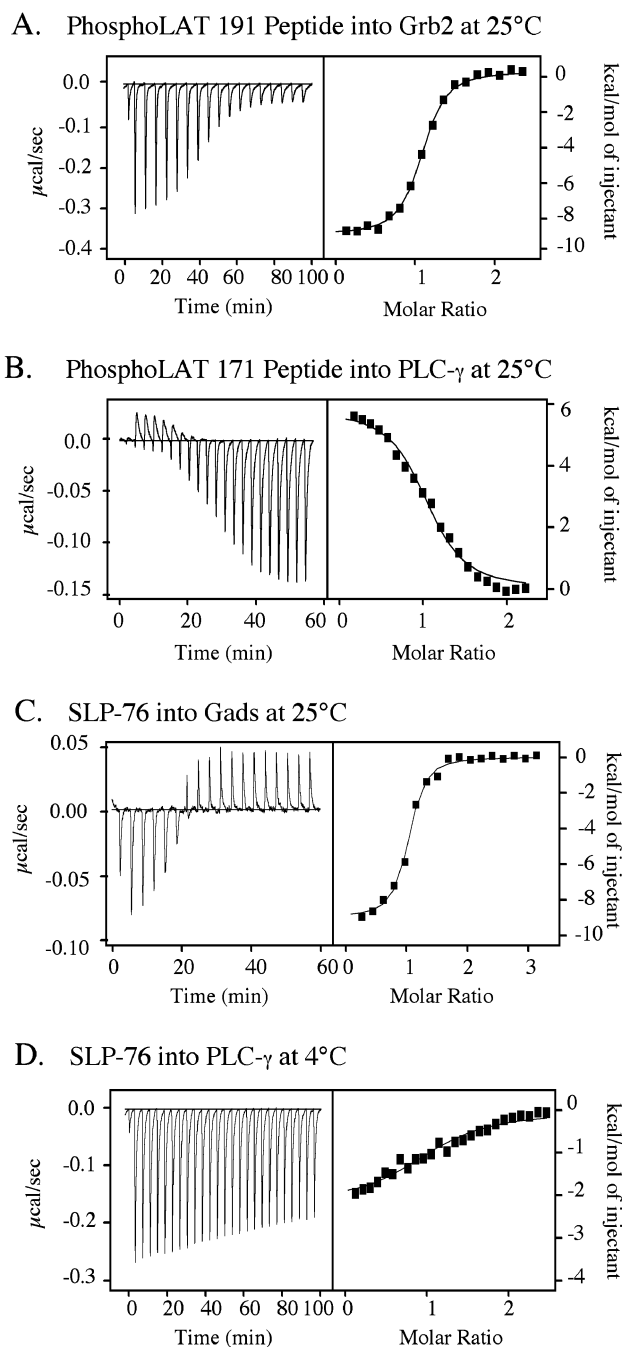 A. PhosphoLAT 191 Peptide into Grb2 at 25°C
0.0
-0.1
-0.2
-0.3
-0.4
μcal/sec
0 20 40 60 80 100
Time (min)
0
-2
-4
-6
-8
-10
kcal/mol of injectant
0 1 2
Molar Ratio
B. PhosphoLAT 171 Peptide into PLC-γ at 25°C
0.0
-0.05
-0.10
-0.15
μcal/sec
0 20 40 60
Time (min)
6
4
2
0
kcal/mol of injectant
0 1 2
Molar Ratio
C. SLP-76 into Gads at 25°C
0.05
0.00
-0.05
-0.10
μcal/sec
0 20 40 60
Time (min)
0
-2
-4
-6
-8
-10
kcal/mol of injectant
0 1 2 3
Molar Ratio
D. SLP-76 into PLC-γ at 4°C
0.0
-0.1
-0.2
-0.3
μcal/sec
0 20 40 60 80 100
Time (min)
0
-1
-2
-3
-4
kcal/mol of injectant
0 1 2
Molar Ratio